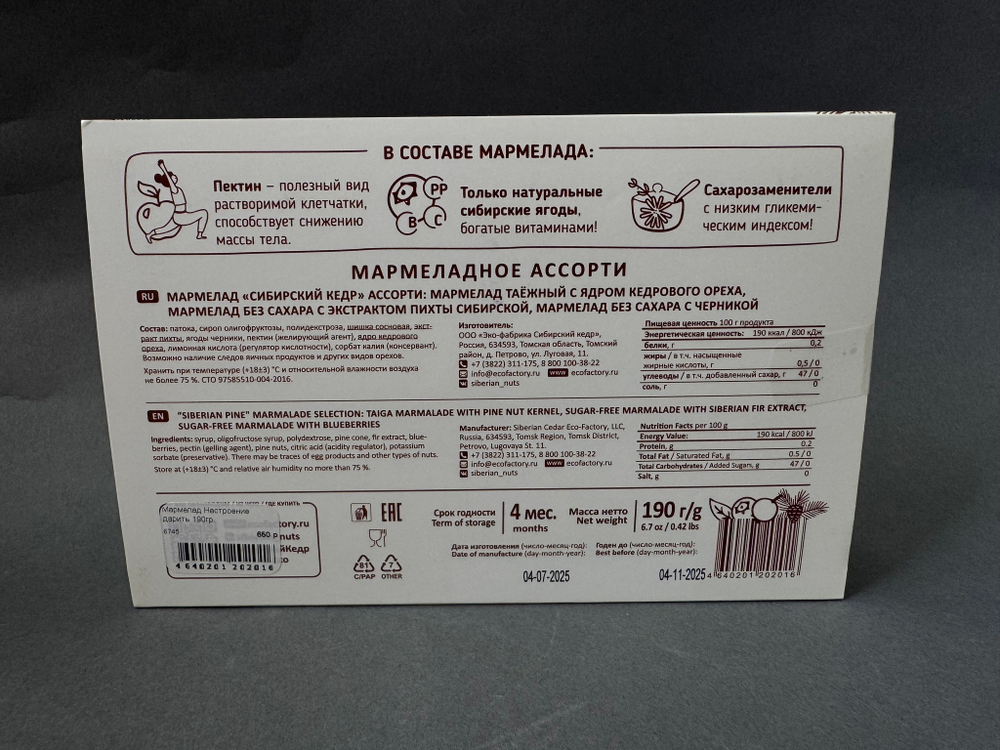 В СОСТАВЕ МАРМЕЛАДА:
Пектин – полезный вид
растворимой клетчатки,
способствует снижению
массы тела.
PP
B
C
Только натуральные
сибирские ягоды,
богатые витаминами!
Сахарозаменители
с низким гликеми-
ческим индексом!
МАРМЕЛАДНОЕ АССОРТИ
RU
МАРМЕЛАД «СИБИРСКИЙ КЕДР» АССОРТИ: МАРМЕЛАД ТАЁЖНЫЙ С ЯДРОМ КЕДРОВОГО ОРЕХА,
МАРМЕЛАД БЕЗ САХАРА С ЭКСТРАКТОМ ПИХТЫ СИБИРСКОЙ, МАРМЕЛАД БЕЗ САХАРА С ЧЕРНИКОЙ
Состав: патока, сироп олигофруктозы, полидекстроза, шишка сосновая, экст-
ракт пихты, ягоды черники, пектин (желирующий агент), ядро кедрового
ореха, лимонная кислота (регулятор кислотности), сорбат калия (консервант).
Возможно наличие следов яичных продуктов и других видов орехов.
Хранить при температуре (+18±3) °С и относительной влажности воздуха
не более 75 %. СТО 97585510-004-2016.
Изготовитель:
ООО «Эко-фабрика Сибирский кедр»,
Россия, 634593, Томская область, Томский
район, д. Петрово, ул. Луговая, 11.
+7 (3822) 311-175, 8 800 100-38-22
info@ecofactory.ru www ecofactory.ru
siberian_nuts
Пищевая ценность 100 г продукта
Энергетическая ценность: 190 ккал / 800 кДж
белки, г 0,2
жиры / в т.ч. насыщенные
жирные кислоты, г 0,5 / 0
углеводы / в т.ч. добавленный сахар, г 47 / 0
соль, г 0
EN
"SIBERIAN PINE" MARMALADE SELECTION: TAIGA MARMALADE WITH PINE NUT KERNEL, SUGAR-FREE MARMALADE WITH SIBERIAN FIR EXTRACT,
SUGAR-FREE MARMALADE WITH BLUEBERRIES
Ingredients: syrup, oligofructose syrup, polydextrose, pine cone, fir extract, blue-
berries, pectin (gelling agent), pine nuts, citric acid (acidity regulator), potassium
sorbate (preservative). There may be traces of egg products and other types of nuts.
Store at (+18±3) °C and relative air humidity no more than 75 %.
Manufacturer: Siberian Cedar Eco-Factory, LLC,
Russia, 634593, Tomsk Region, Tomsk District,
Petrovo, Lugovaya St. 11.
+7 (3822) 311-175, 8 800 100-38-22
info@ecofactory.ru www ecofactory.ru
siberian_nuts
Nutrition Facts per 100 g
Energy Value: 190 kcal / 800 kJ
Protein, g 0.2
Total Fat / Saturated Fat, g 0.5 / 0
Total Carbohydrates / Added Sugars, g 47 / 0
Salt, g 0
ГДЕ КУПИТЬ
Мармелад Настроение
дарить 190гр.
6745
660
4 640201 202016
tory.ru
nuts
йКедр
EAC
81
C/PAP
7
OTHER
Срок годности
Term of storage
4 мес.
months
Масса нетто
Net weight
190 г/g
6.7 oz / 0.42 lbs
Дата изготовления (число-месяц-год):
Date of manufacture (day-month-year):
04-07-2025
Годен до (число-месяц-год):
Best before (day-month-year):
04-11-2025
4 640201 202016